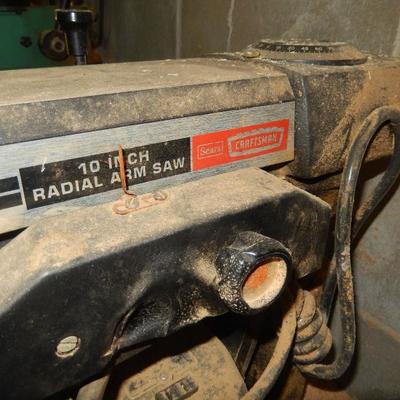 10 INCH
RADIAL ARM SAW
Sears
CRAFTSMAN